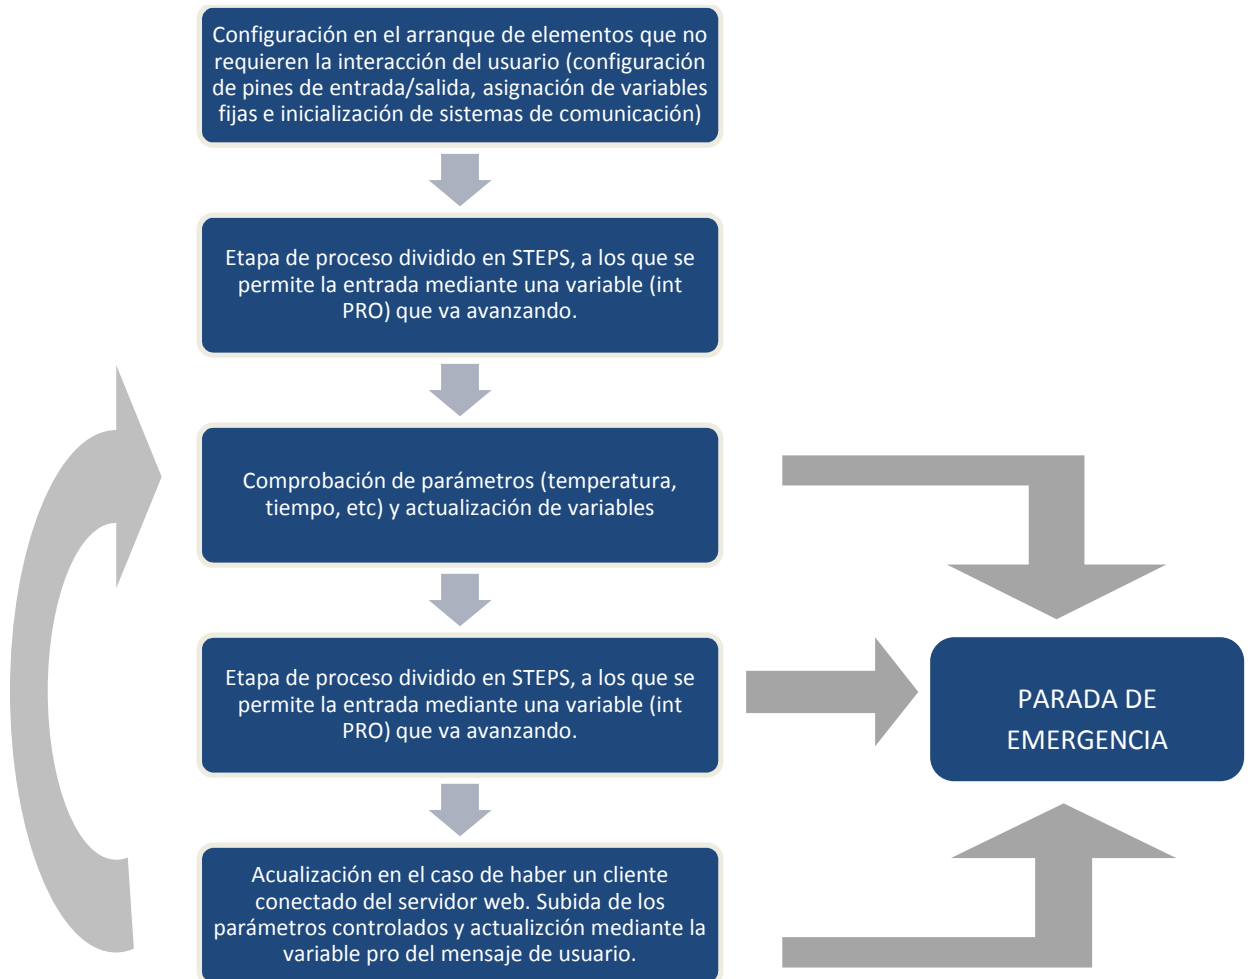 Configuración en el arranque de elementos que no
requieren la interacción del usuario (configuración
de pines de entrada/salida, asignación de variables
fijas e inicialización de sistemas de comunicación)
Etapa de proceso dividido en STEPS, a los que se
permite la entrada mediante una variable (int
PRO) que va avanzando.
Comprobación de parámetros (temperatura,
tiempo, etc) y actualización de variables
Etapa de proceso dividido en STEPS, a los que se
permite la entrada mediante una variable (int
PRO) que va avanzando.
PARADA DE
EMERGENCIA
Acualización en el caso de haber un cliente
conectado del servidor web. Subida de los
parámetros controlados y actualizción mediante la
variable pro del mensaje de usuario.